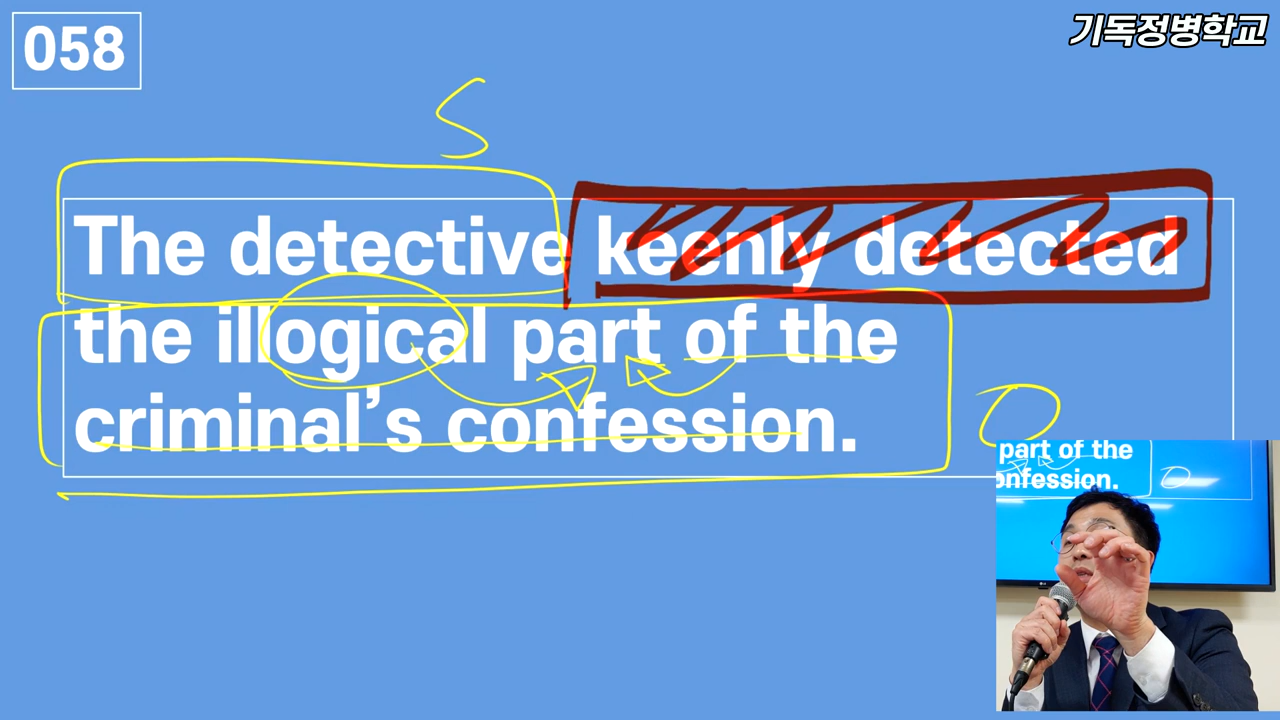 058
기독정병학교
S
The detective keenly detected
the illogical part of the
criminal's confession.
O
part of the
onfession.